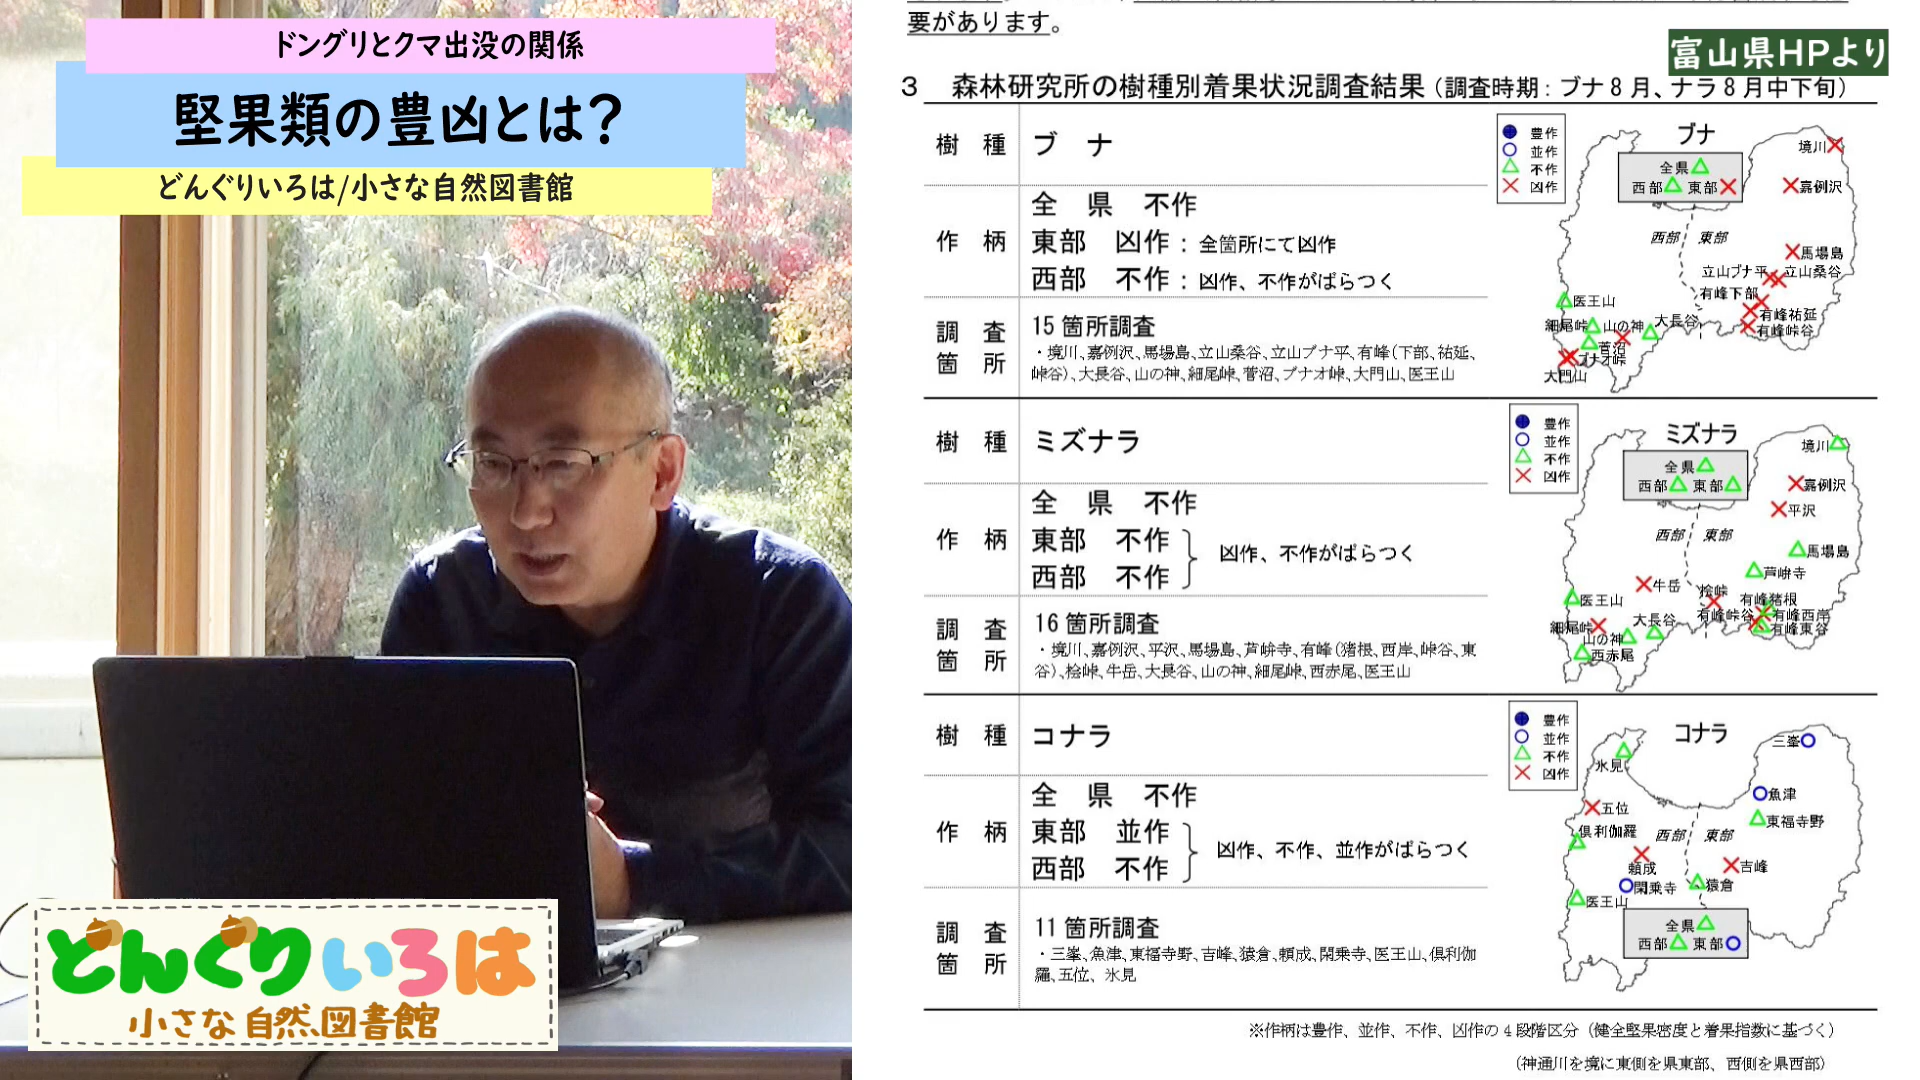 ドングリとクマ出没の関係
堅果類の豊凶とは？
どんぐりいろは/小さな自然図書館
どんぐりいろは
小さな自然図書館
要があります。
富山県HPより
3 森林研究所の樹種別着果状況調査結果（調査時期：ブナ8月、ナラ8月中下旬）
樹種 ブナ
作柄 全県 不作
東部 凶作：全箇所にて凶作
西部 不作：凶作、不作がばらつく
調査箇所 15箇所調査
・境川、嘉例沢、馬場島、立山桑谷、立山ブナ平、有峰（下部、祐延、
峠谷）、大長谷、山の神、細尾峠、菅沼、ブナオ峠、大門山、医王山
豊作
並作
不作
凶作
ブナ
全県
西部 東部
境川
嘉例沢
西部 東部
馬場島
立山ブナ平 立山桑谷
有峰下部
医王山
有峰祐延
細尾峠 山の神 大長谷
有峰峠谷
菅沼
ブナオ峠
大門山
樹種 ミズナラ
作柄 全県 不作
東部 不作
西部 不作
凶作、不作がばらつく
調査箇所 16箇所調査
・境川、嘉例沢、平沢、馬場島、芦峅寺、有峰（猪根、西岸、峠谷、東
谷）、桧峠、牛岳、大長谷、山の神、細尾峠、西赤尾、医王山
豊作
並作
不作
凶作
ミズナラ
全県
西部 東部
境川
嘉例沢
平沢
西部 東部
馬場島
芦峅寺
牛岳 桧峠
医王山 有峰猪根
有峰峠谷 有峰西岸
細尾峠 大長谷 有峰東谷
山の神
西赤尾
樹種 コナラ
作柄 全県 不作
東部 並作
西部 不作
凶作、不作、並作がばらつく
調査箇所 11箇所調査
・三峯、魚津、東福寺野、吉峰、猿倉、頼成、閑乗寺、医王山、倶利伽
羅、五位、氷見
豊作
並作
不作
凶作
コナラ
三峯
氷見
魚津
五位
東福寺野
倶利伽羅
西部 東部
頼成
吉峰
閑乗寺 猿倉
医王山
全県
西部 東部
※作柄は豊作、並作、不作、凶作の4段階区分（健全堅果密度と着果指数に基づく）
（神通川を境に東側を県東部、西側を県西部）